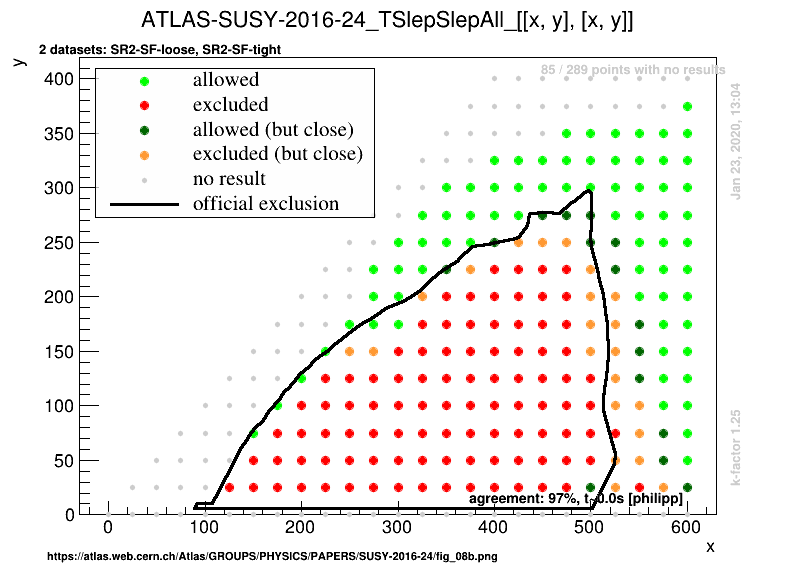 ATLAS-SUSY-2016-24_TSlepSlepAll_[[x, y], [x, y]]
2 datasets: SR2-SF-loose, SR2-SF-tight
y
85 / 289 points with no results
allowed
excluded
allowed (but close)
excluded (but close)
no result
official exclusion
400
350
300
250
200
150
100
50
0
Jan 23, 2020, 13:04
k-factor 1.25
agreement: 97%, t~0.0s [philipp]
0 100 200 300 400 500 600
x
https://atlas.web.cern.ch/Atlas/GROUPS/PHYSICS/PAPERS/SUSY-2016-24/fig_08b.png